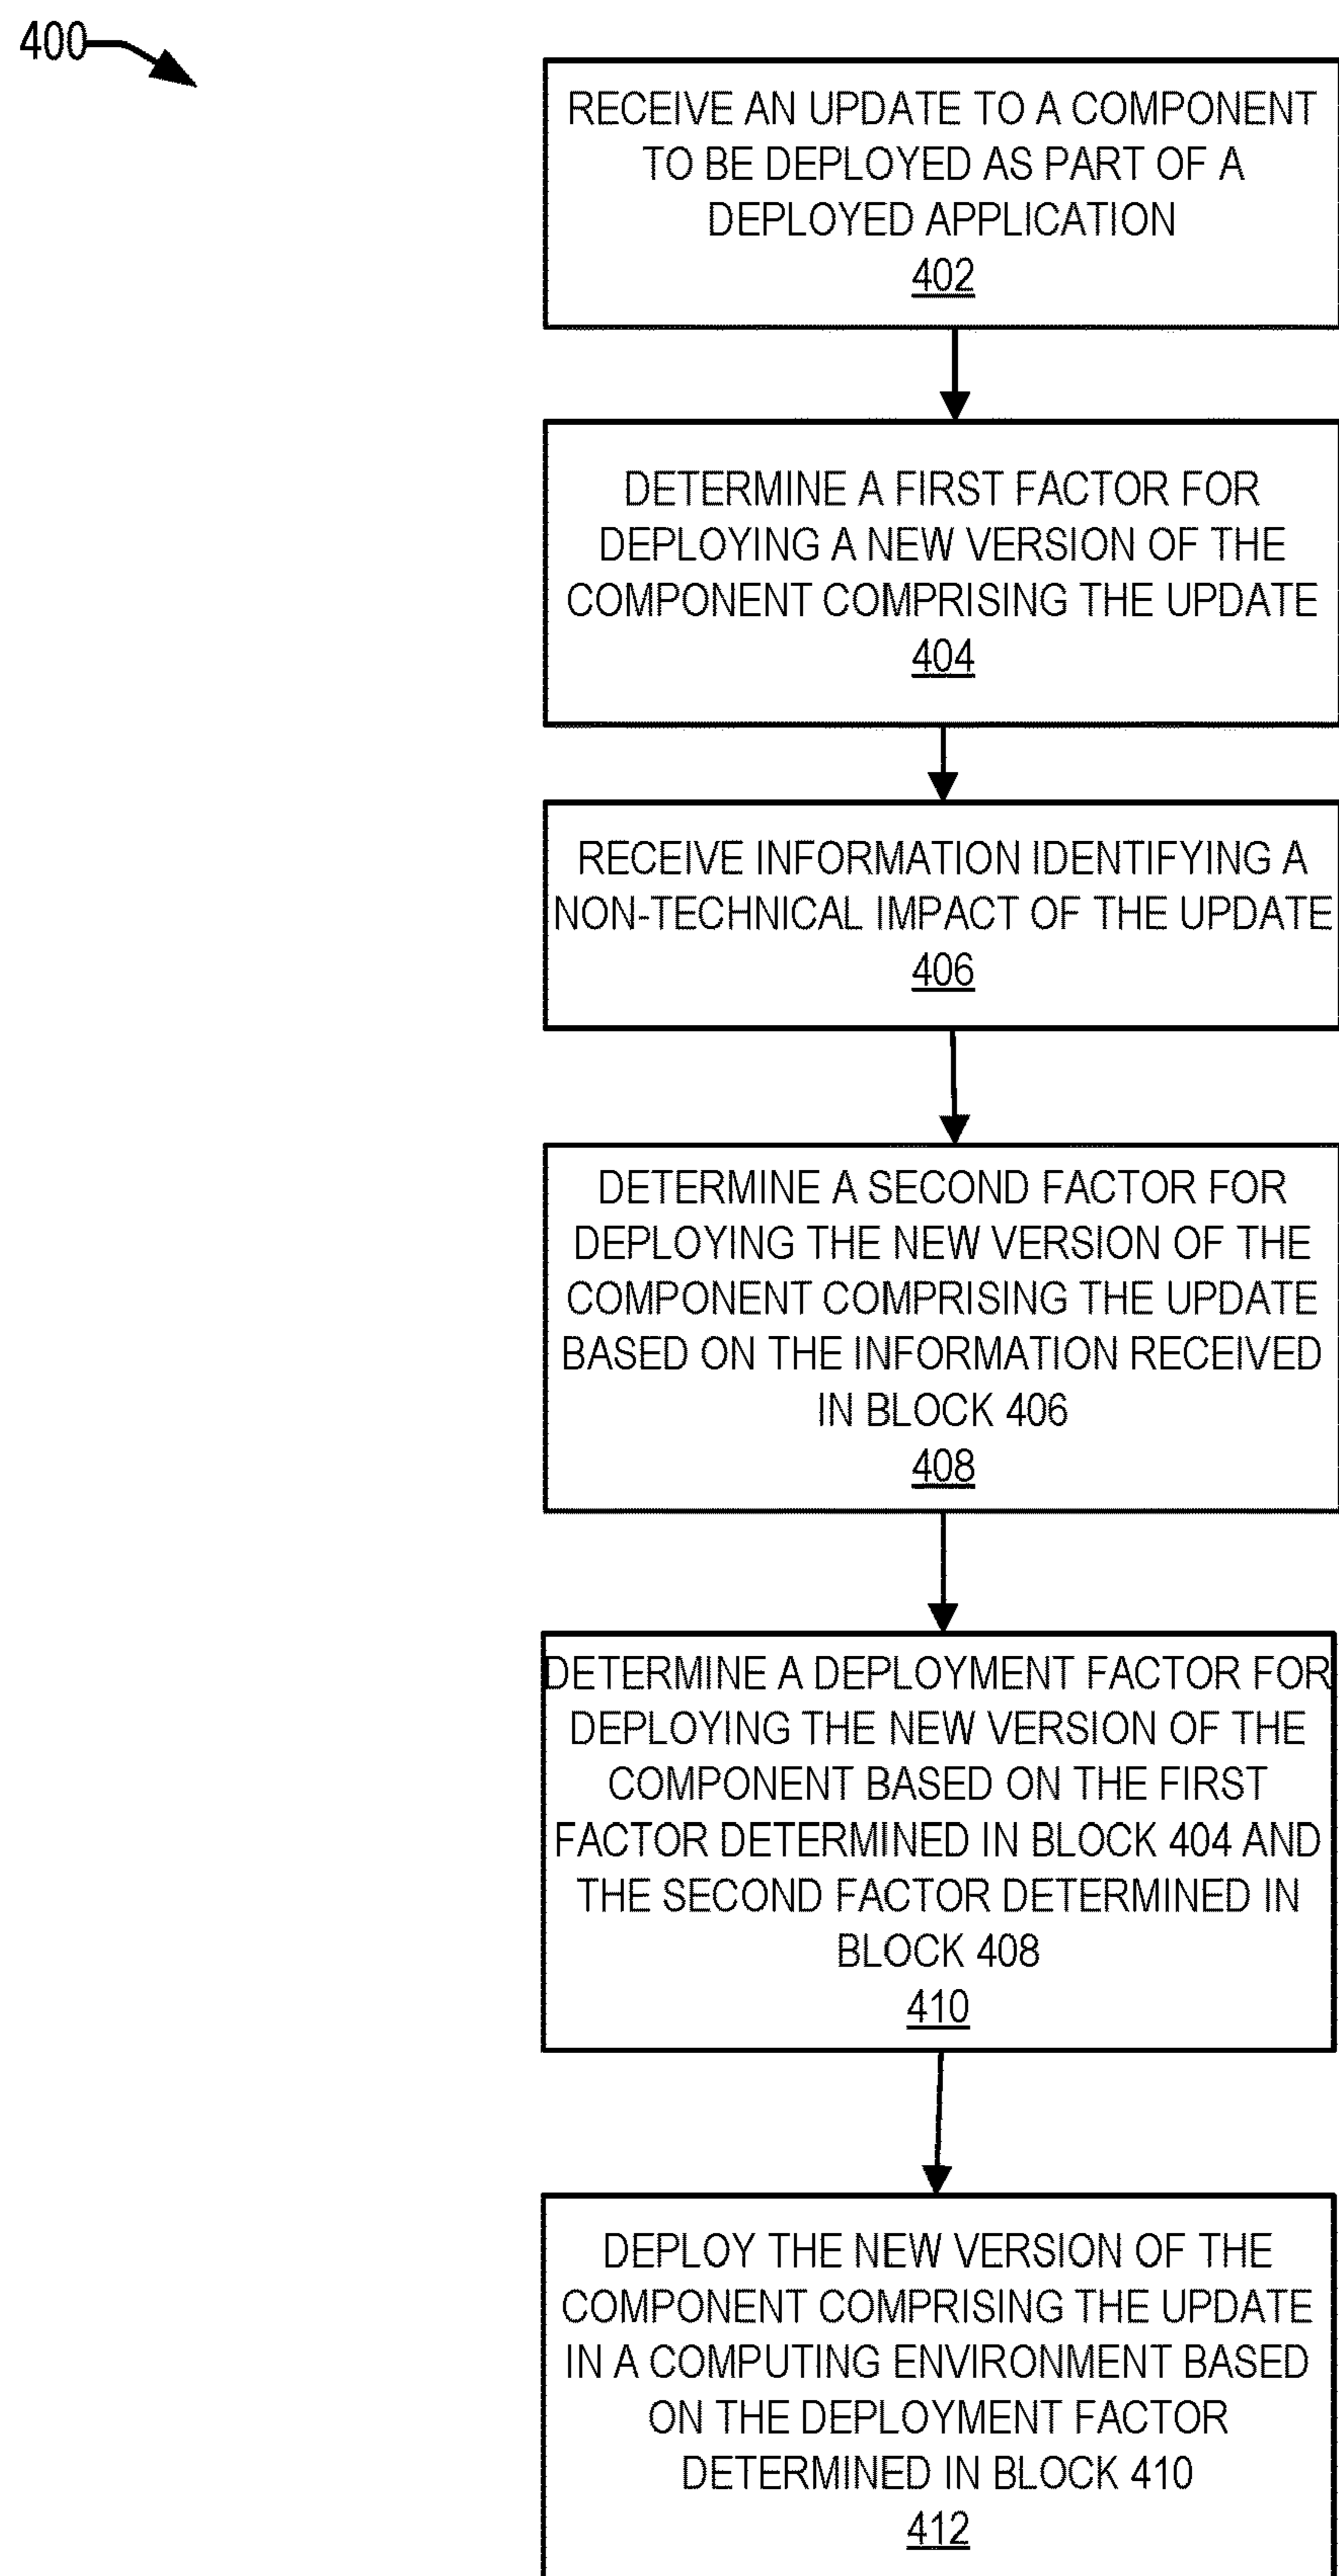 400
RECEIVE AN UPDATE TO A COMPONENT
TO BE DEPLOYED AS PART OF A
DEPLOYED APPLICATION
402
DETERMINE A FIRST FACTOR FOR
DEPLOYING A NEW VERSION OF THE
COMPONENT COMPRISING THE UPDATE
404
RECEIVE INFORMATION IDENTIFYING A
NON-TECHNICAL IMPACT OF THE UPDATE
406
DETERMINE A SECOND FACTOR FOR
DEPLOYING THE NEW VERSION OF THE
COMPONENT COMPRISING THE UPDATE
BASED ON THE INFORMATION RECEIVED
IN BLOCK 406
408
DETERMINE A DEPLOYMENT FACTOR FOR
DEPLOYING THE NEW VERSION OF THE
COMPONENT BASED ON THE FIRST
FACTOR DETERMINED IN BLOCK 404 AND
THE SECOND FACTOR DETERMINED IN
BLOCK 408
410
DEPLOY THE NEW VERSION OF THE
COMPONENT COMPRISING THE UPDATE
IN A COMPUTING ENVIRONMENT BASED
ON THE DEPLOYMENT FACTOR
DETERMINED IN BLOCK 410
412